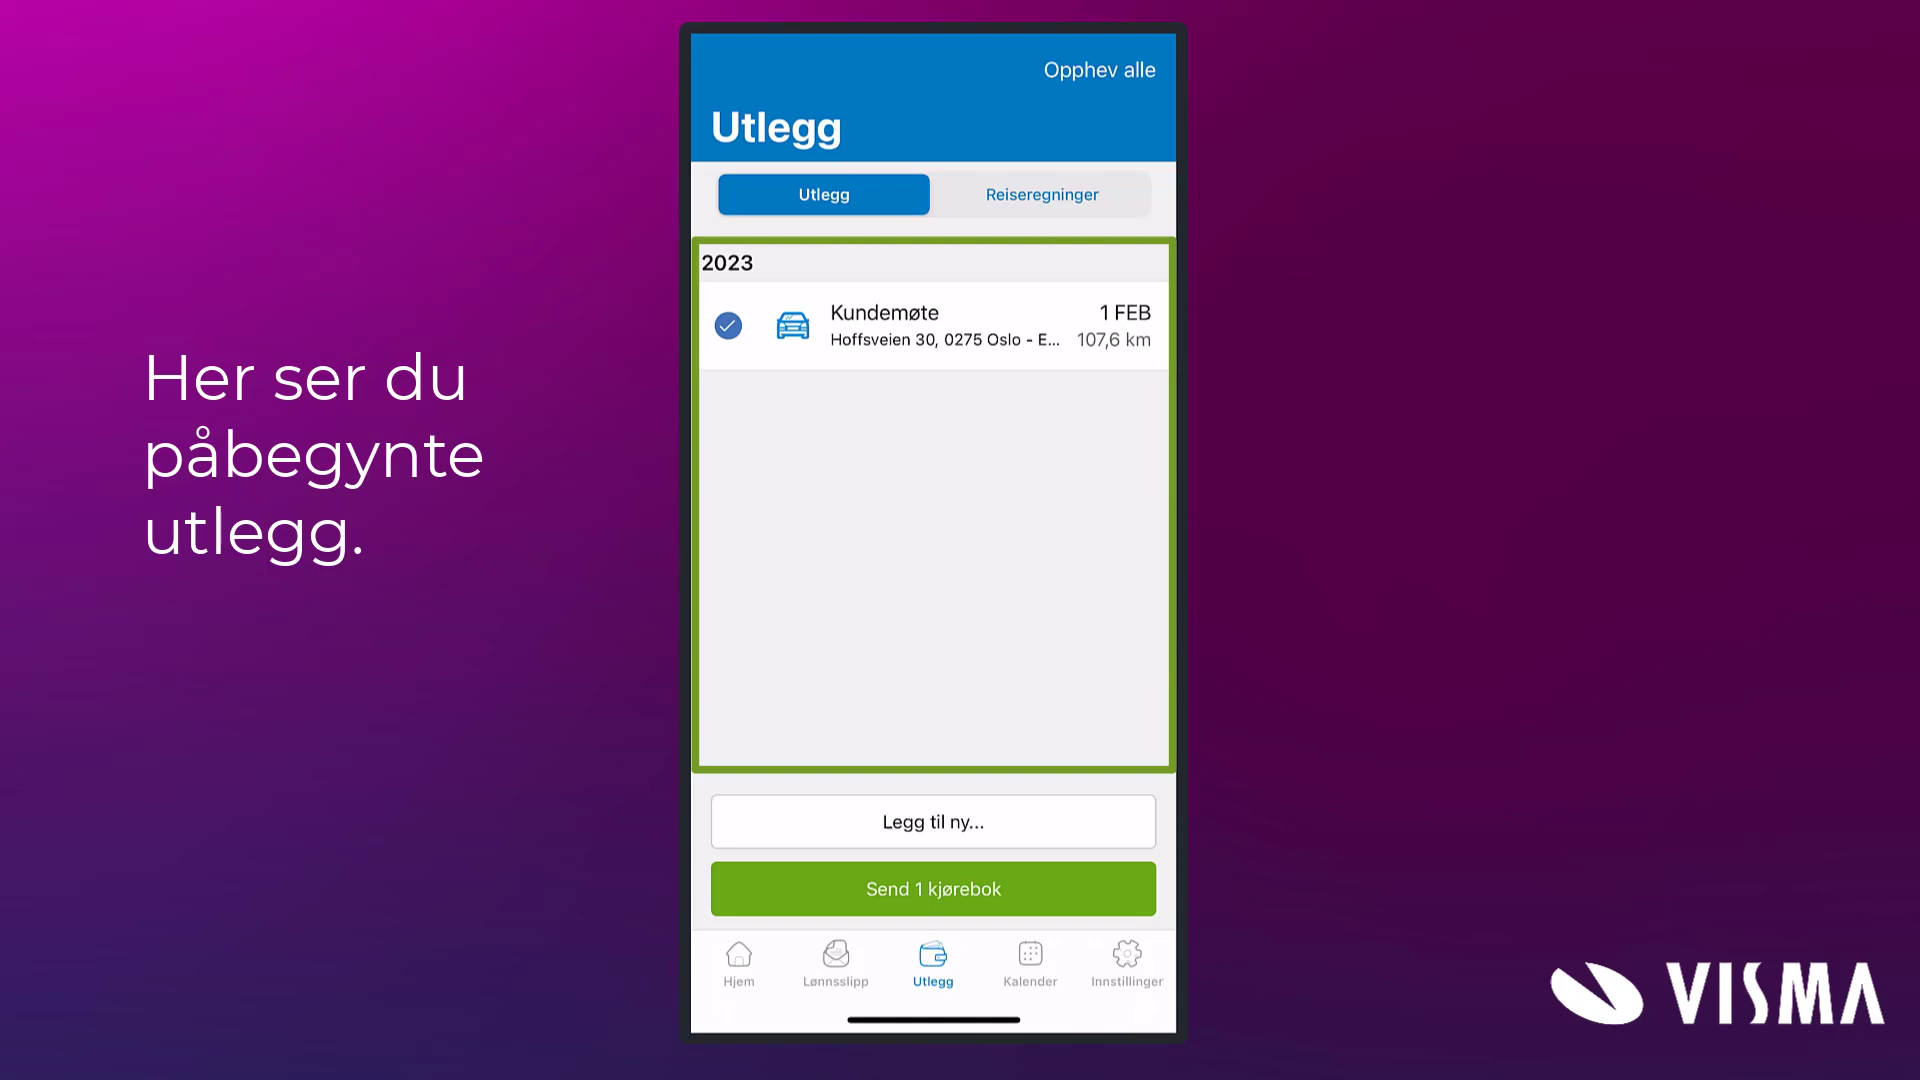 Her ser du
påbegynte
utlegg.
Opphev alle
Utlegg
Utlegg
Reiseregninger
2023
Kundemøte
1 FEB
Hoffsveien 30, 0275 Oslo - E...
107,6 km
Legg til ny...
Send 1 kjørebok
Hjem
Lønnsslipp
Utlegg
Kalender
Innstillinger
VISMA